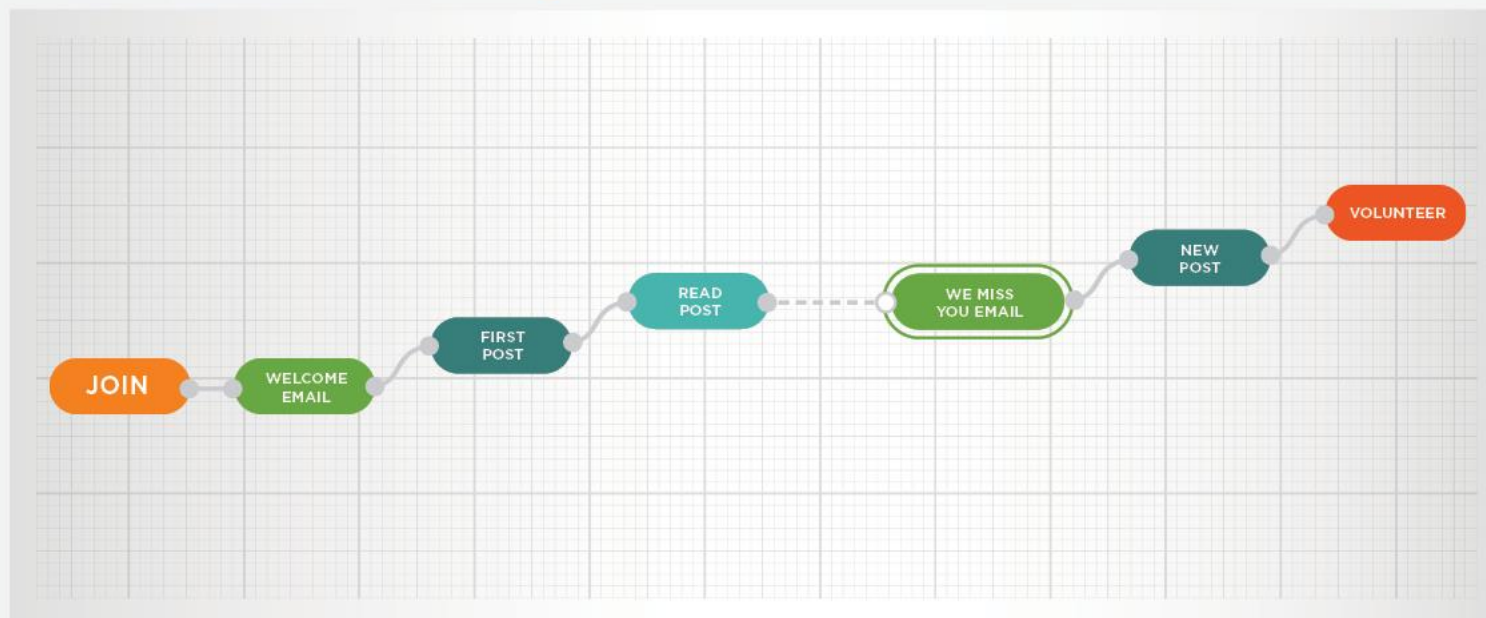 JOIN
WELCOME
EMAIL
FIRST
POST
READ
POST
WE MISS
YOU EMAIL
NEW
POST
VOLUNTEER